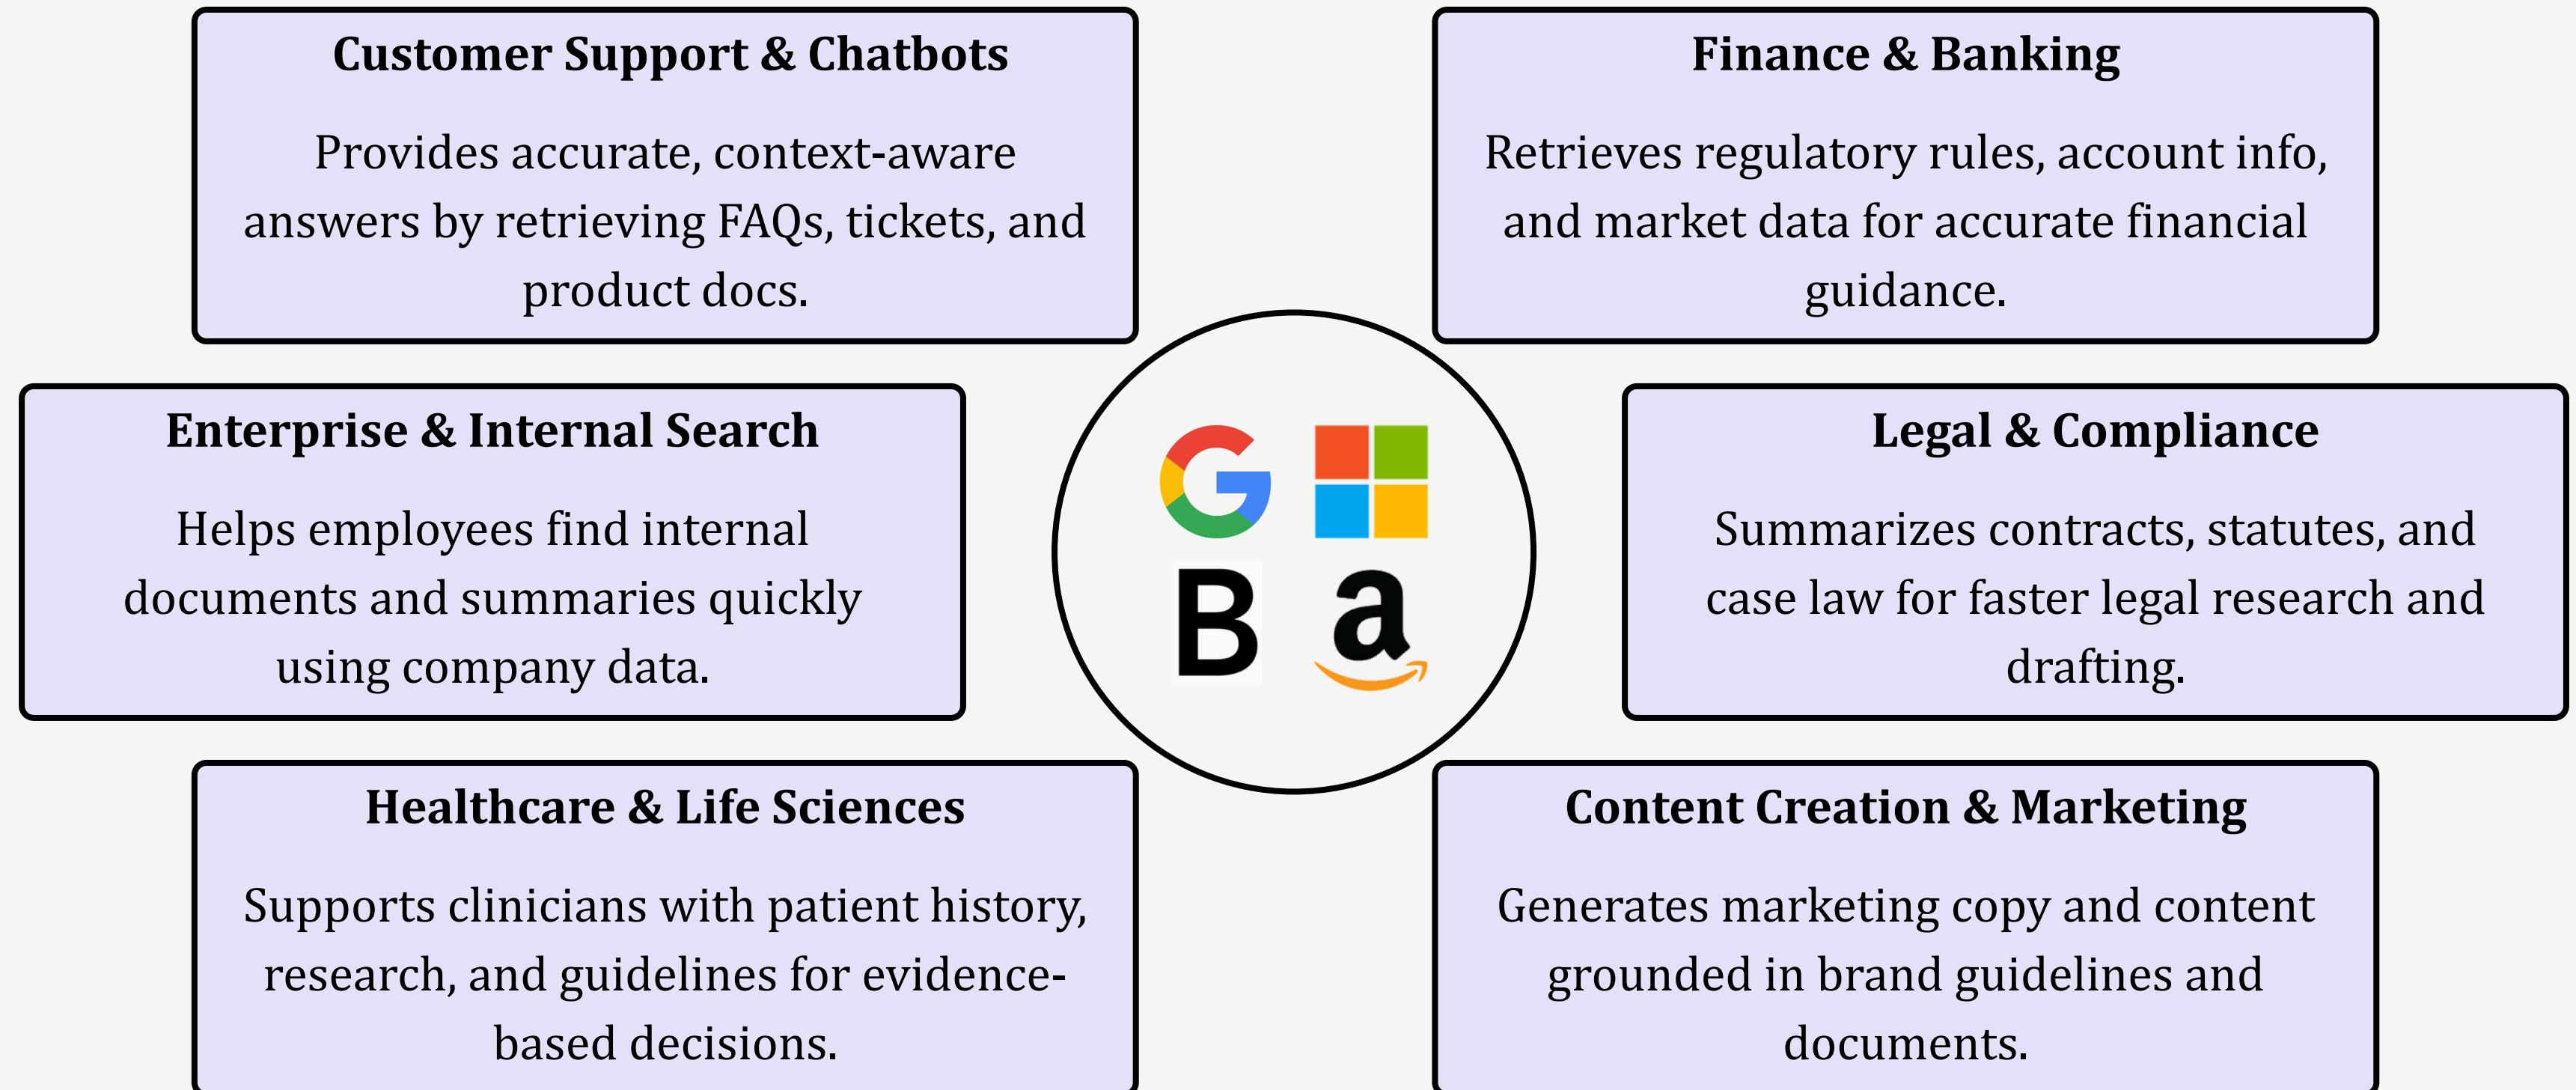 Customer Support & Chatbots
Provides accurate, context-aware
answers by retrieving FAQs, tickets, and
product docs.
Finance & Banking
Retrieves regulatory rules, account info,
and market data for accurate financial
guidance.
Enterprise & Internal Search
Helps employees find internal
documents and summaries quickly
using company data.
G
B
a
Legal & Compliance
Summarizes contracts, statutes, and
case law for faster legal research and
drafting.
Healthcare & Life Sciences
Supports clinicians with patient history,
research, and guidelines for evidence-
based decisions.
Content Creation & Marketing
Generates marketing copy and content
grounded in brand guidelines and
documents.